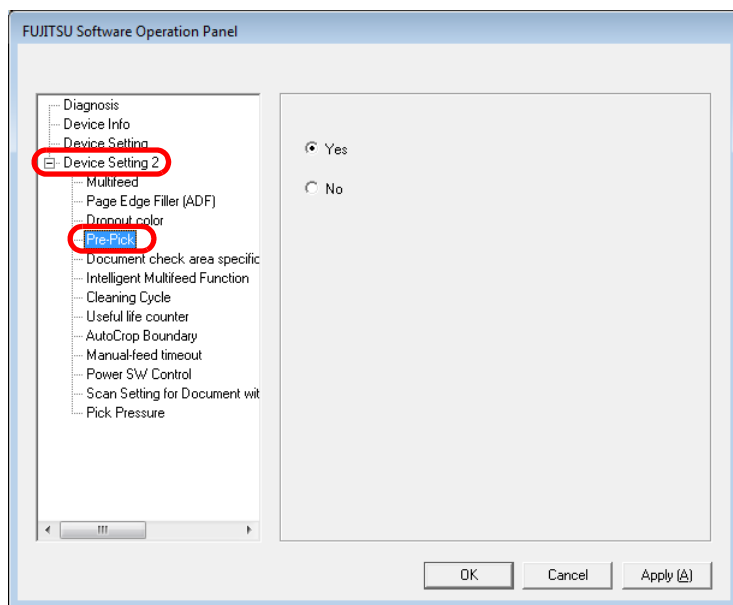 FUJITSU Software Operation Panel
Diagnosis
Device Info
Device Setting
Device Setting 2
Multifeed
Page Edge Filler (ADF)
Dropout color
Pre-Pick
Document check area specific
Intelligent Multifeed Function
Cleaning Cycle
Useful life counter
AutoCrop Boundary
Manual-feed timeout
Power SW Control
Scan Setting for Document wit
Pick Pressure
Yes
No
OK
Cancel
Apply (A)